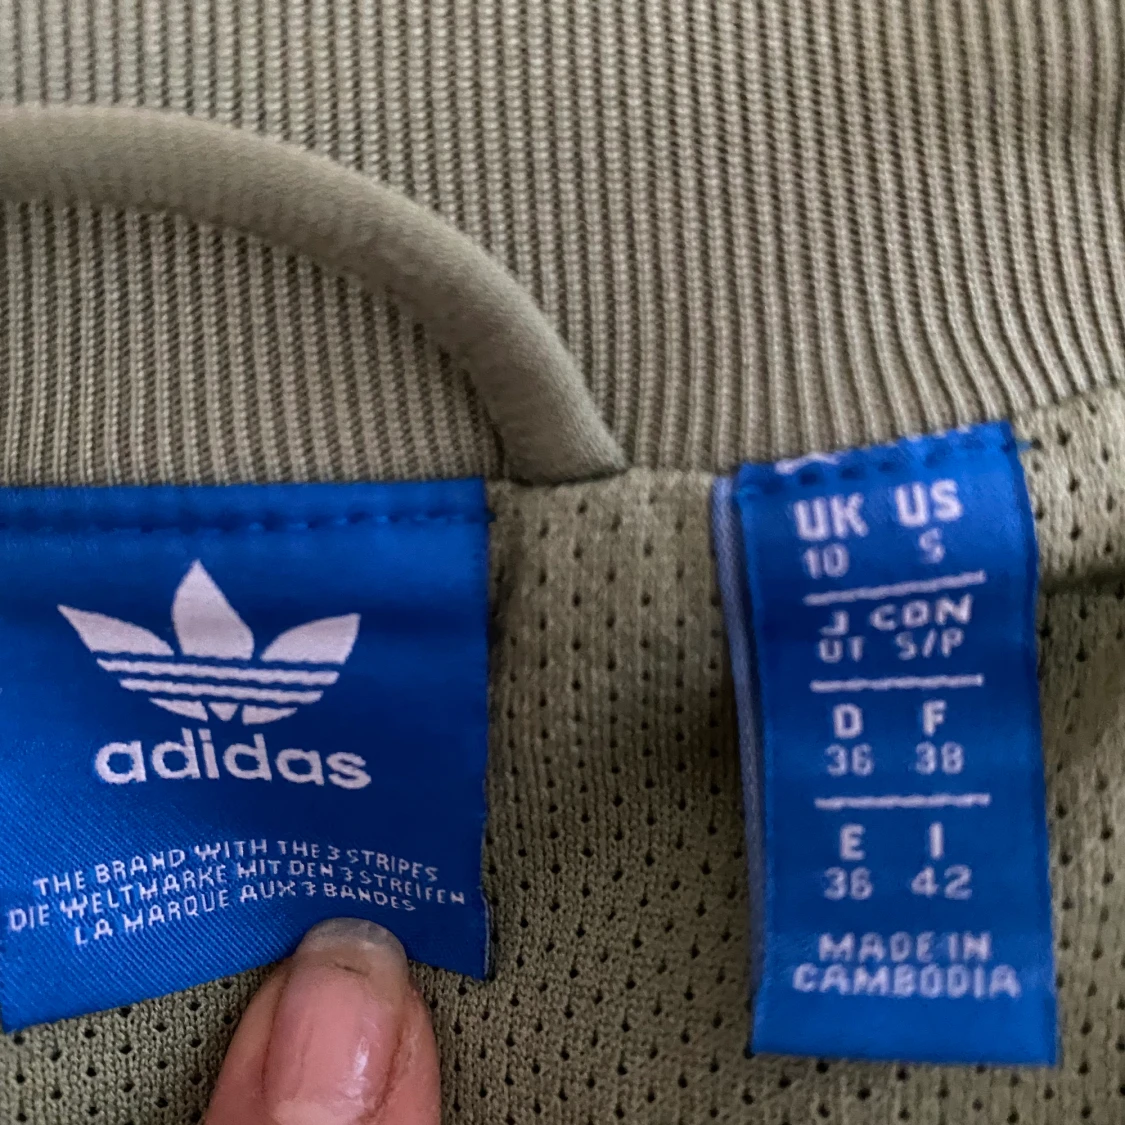 adidas
THE BRAND WITH THE 3 STRIPES
DIE WELTMARKE MIT DEN 3 STREIFEN
LA MARQUE AUX 3 BANDES
UK US
10 S
J CDN
OT S/P
D F
36 38
E I
36 42
MADE IN
CAMBODIA